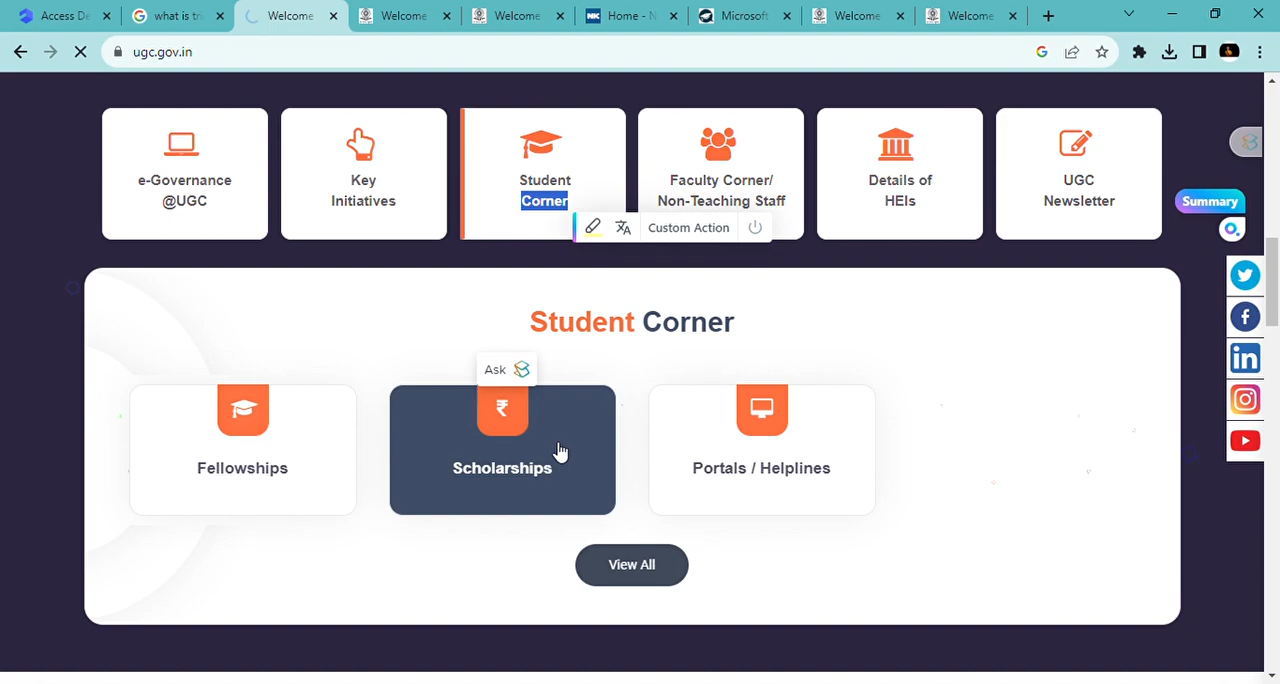 Access De
what is tri
Welcome
Welcome
Welcome
Home - N
Microsoft
Welcome
Welcome
ugc.gov.in
e-Governance
@UGC
Key
Initiatives
Student
Corner
Faculty Corner/
Non-Teaching Staff
Details of
HEIs
UGC
Newsletter
Custom Action
Summary
Student Corner
Ask
Fellowships
₹
Scholarships
Portals / Helplines
View All